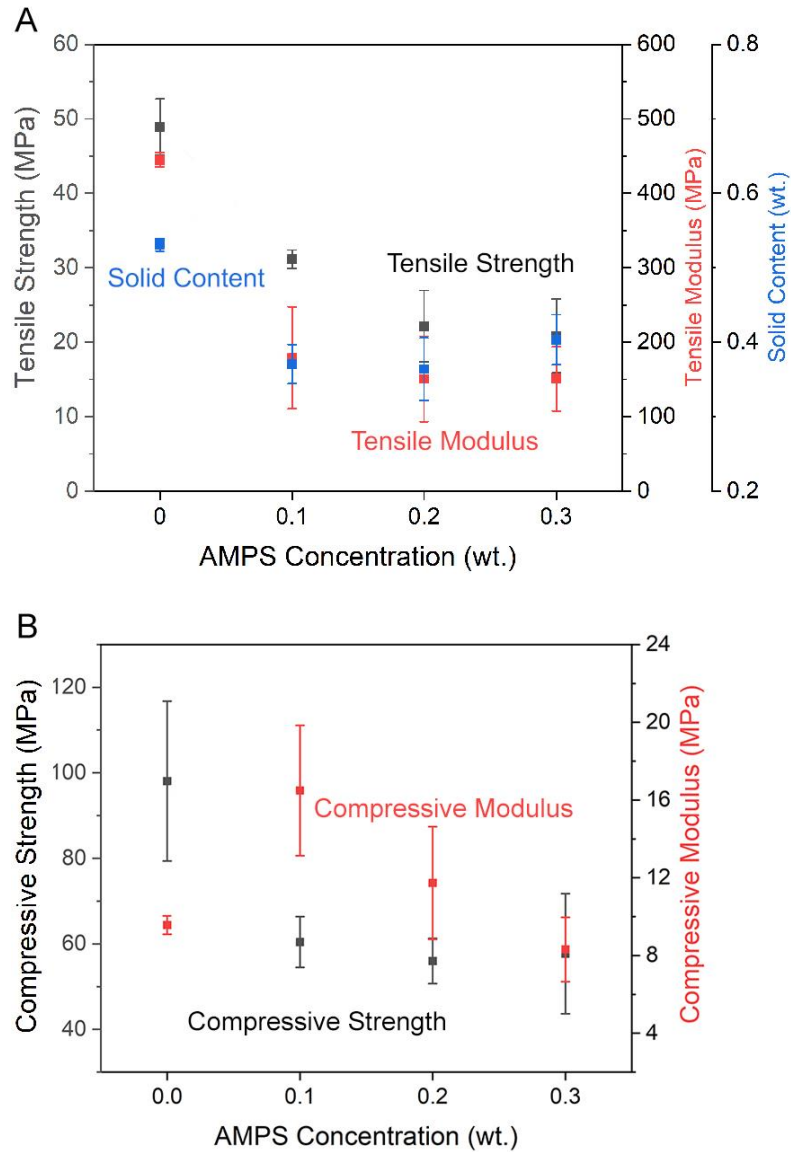 A
60
50
40
30
20
10
0
Tensile Strength (MPa)
600
500
400
300
200
100
0
Tensile Modulus (MPa)
0.8
0.6
0.4
0.2
Solid Content (wt.)
Solid Content
Tensile Strength
Tensile Modulus
0 0.1 0.2 0.3
AMPS Concentration (wt.)
B
120
100
80
60
40
Compressive Strength (MPa)
24
20
16
12
8
4
Compressive Modulus (MPa)
Compressive Modulus
Compressive Strength
0.0 0.1 0.2 0.3
AMPS Concentration (wt.)